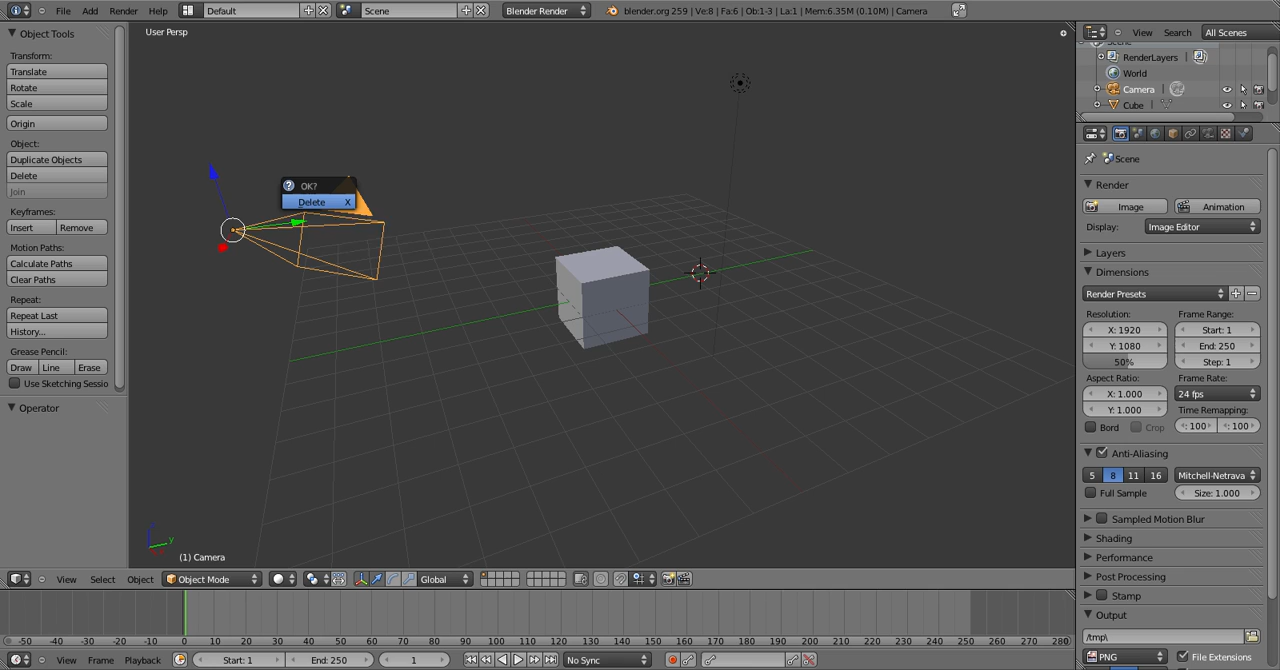 File Add Render Help Default Scene Blender Render blender.org 259 | Ve:8 | Fa:6 | Ob:1-3 | La:1 | Mem:6.35M (0.10M) | Camera
Object Tools
Transform:
Translate
Rotate
Scale
Origin
Object:
Duplicate Objects
Delete
Join
Keyframes:
Insert Remove
Motion Paths:
Calculate Paths
Clear Paths
Repeat:
Repeat Last
History...
Grease Pencil:
Draw Line Erase
Use Sketching Sessio
Operator
User Persp
OK?
Delete X
y
(1) Camera
View Select Object Object Mode Global
-50 -40 -30 -20 -10 0 10 20 30 40 50 60 70 80 90 100 110 120 130 140 150 160 170 180 190 200 210 220 230 240 250 260 270 280
View Frame Playback Start: 1 End: 250 1 No Sync
View Search All Scenes
RenderLayers
World
Camera
Cube
Scene
Render
Image Animation
Display: Image Editor
Layers
Dimensions
Render Presets
Resolution: Frame Range:
X: 1920 Start: 1
Y: 1080 End: 250
50% Step: 1
Aspect Ratio: Frame Rate:
X: 1.000 24 fps
Y: 1.000 Time Remapping:
Bord Crop : 100 : 100
Anti-Aliasing
5 8 11 16 Mitchell-Netrava
Full Sample Size: 1.000
Sampled Motion Blur
Shading
Performance
Post Processing
Stamp
Output
/tmp\
PNG File Extensions